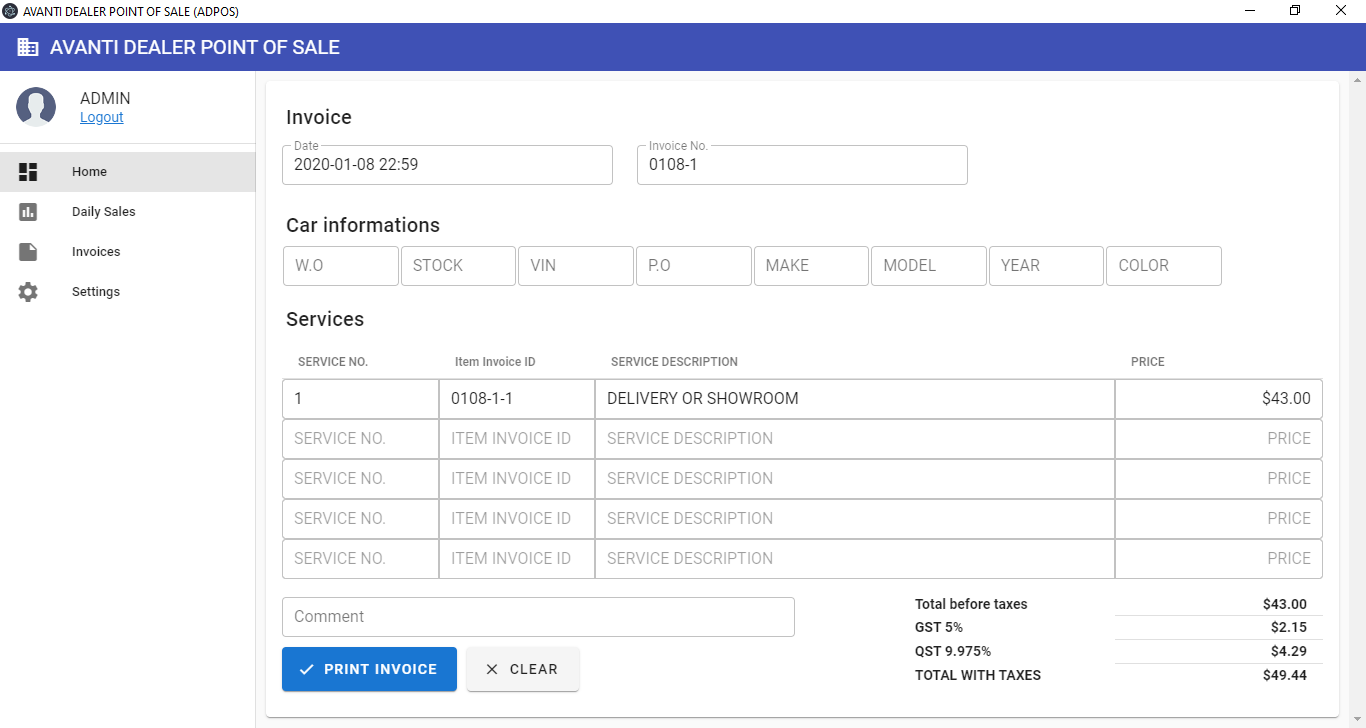 AVANTI DEALER POINT OF SALE (ADPOS)
AVANTI DEALER POINT OF SALE
ADMIN
Logout
Home
Daily Sales
Invoices
Settings
Invoice
Date
2020-01-08 22:59
Invoice No.
0108-1
Car informations
W.O STOCK VIN P.O MAKE MODEL YEAR COLOR
Services
SERVICE NO. Item Invoice ID SERVICE DESCRIPTION PRICE
1 0108-1-1 DELIVERY OR SHOWROOM $43.00
SERVICE NO. ITEM INVOICE ID SERVICE DESCRIPTION PRICE
SERVICE NO. ITEM INVOICE ID SERVICE DESCRIPTION PRICE
SERVICE NO. ITEM INVOICE ID SERVICE DESCRIPTION PRICE
SERVICE NO. ITEM INVOICE ID SERVICE DESCRIPTION PRICE
Comment
PRINT INVOICE CLEAR
Total before taxes $43.00
GST 5% $2.15
QST 9.975% $4.29
TOTAL WITH TAXES $49.44